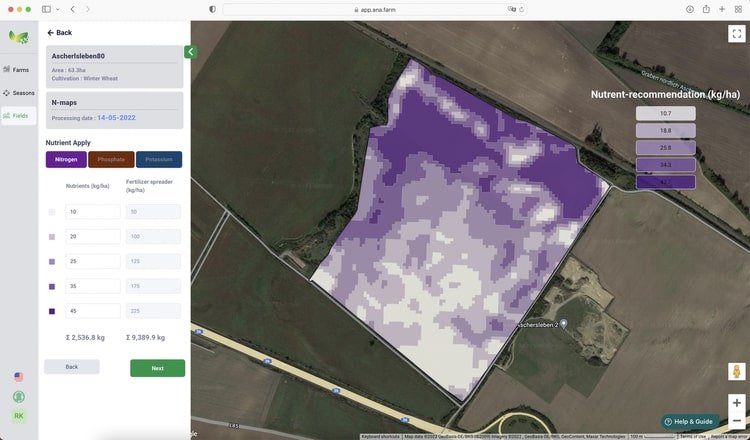 app.ana.farm
Back
Farms
Seasons
Fields
RK
Ascherlsleben80
Area : 63.3ha
Cultivation : Winter Wheat
N-maps
Processing date : 14-05-2022
Nutrient Apply
Nitrogen Phosphate Potassium
Nutrients (kg/ha) Fertilizer spreader (kg/ha)
10 50
20 100
25 125
35 175
45 225
Σ 2,536.8 kg Σ 9,389.9 kg
Back Next
Nutrent-recommendation (kg/ha)
10.7
18.8
25.8
34.3
Graben nördlich
Aschersleben 2
L85
Help & Guide
Keyboard shortcuts
Map data ©2022 GeoBasis-DE/BKG (©2009) Imagery ©2022 , GeoBasis-DE/BKG, GeoContent, Maxar Technologies
100 m
Terms of Use
Report a map error